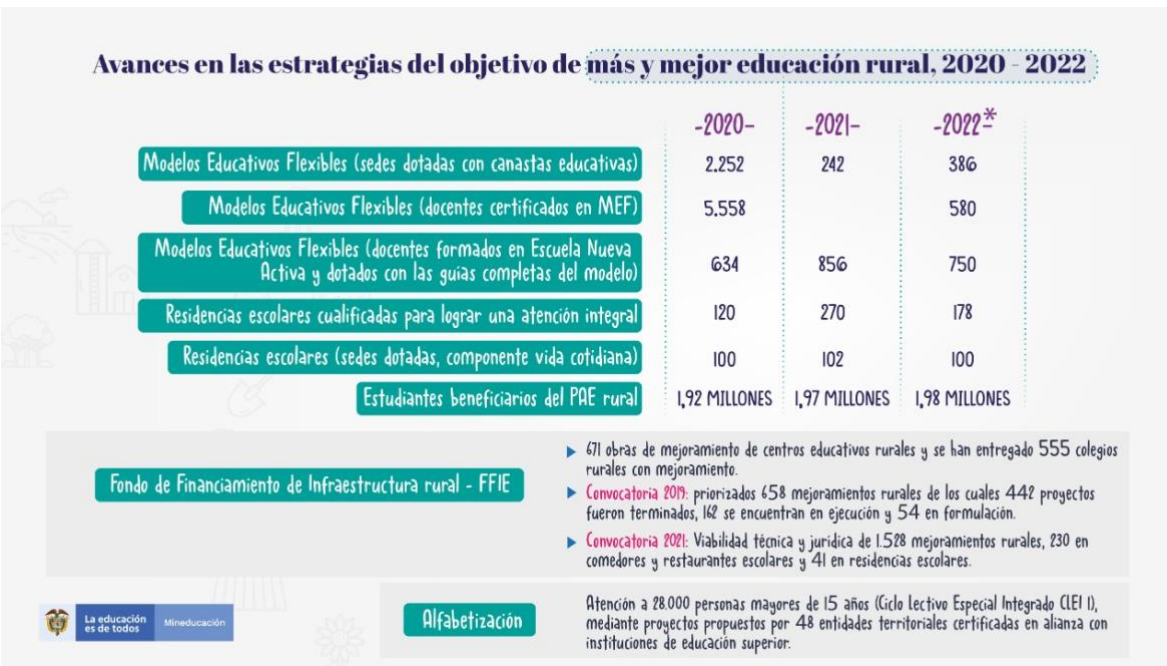 Avances en las estrategias del objetivo de más y mejor educación rural, 2020 - 2022
-2020- -2021- -2022*
Modelos Educativos Flexibles (sedes dotadas con canastas educativas) 2.252 242 386
Modelos Educativos Flexibles (docentes certificados en MEF) 5.558 580
Modelos Educativos Flexibles (docentes formados en Escuela Nueva
Activa y dotados con las guias completas del modelo) 634 856 750
Residencias escolares cualificadas para lograr una atención integral 120 270 178
Residencias escolares (sedes dotadas, componente vida cotidiana) 100 102 100
Estudiantes beneficiarios del PAE rural 1,92 MILLONES 1,97 MILLONES 1,98 MILLONES
Fondo de Financiamiento de Infraestructura rural - FFIE
671 obras de mejoramiento de centros educativos rurales y se han entregado 555 colegios
rurales con mejoramiento.
Convocatoria 2019: priorizados 658 mejoramientos rurales de los cuales 442 proyectos
fueron terminados, 162 se encuentran en ejecución y 54 en formulación.
Convocatoria 2021: Viabilidad técnica y jurídica de 1.528 mejoramientos rurales, 230 en
comedores y restaurantes escolares y 41 en residencias escolares.
La educación
es de todos
Mineducación
Alfabetización
Atención a 28.000 personas mayores de 15 años (Ciclo Lectivo Especial Integrado CLEI 1),
mediante proyectos propuestos por 48 entidades territoriales certificadas en alianza con
instituciones de educación superior.